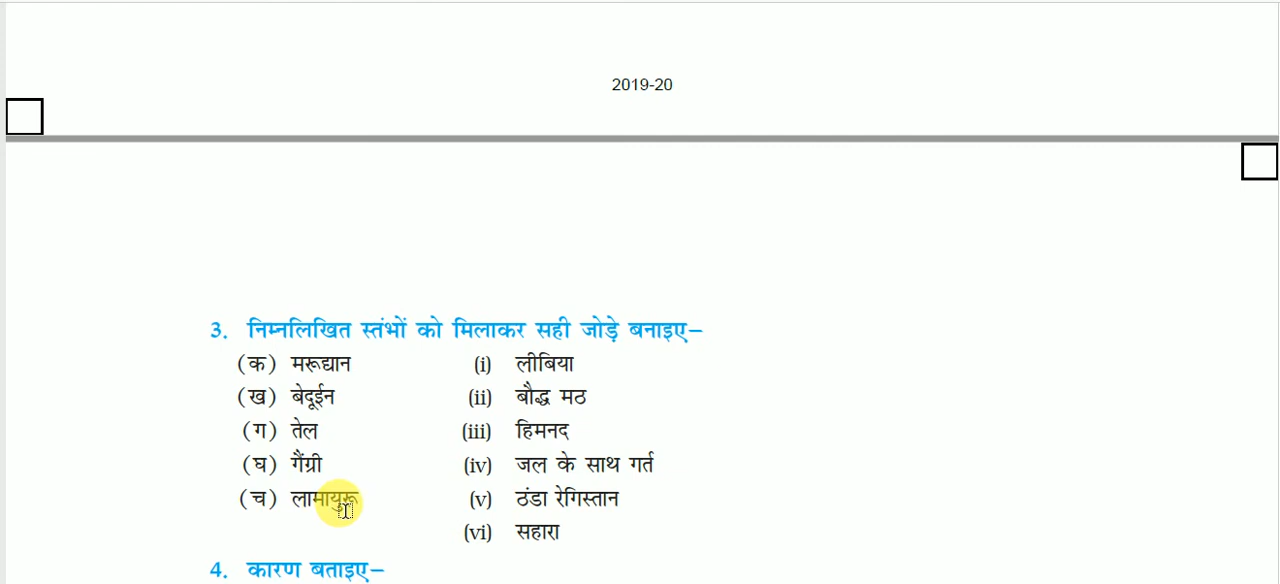 2019-20
3. निम्नलिखित स्तंभों को मिलाकर सही जोड़े बनाइए–
(क) मरूद्यान (i) लीबिया
(ख) बेदूईन (ii) बौद्ध मठ
(ग) तेल (iii) हिमनद
(घ) गैंग्री (iv) जल के साथ गर्त
(च) लामायुरू (v) ठंडा रेगिस्तान
(vi) सहारा
4. कारण बताइए–